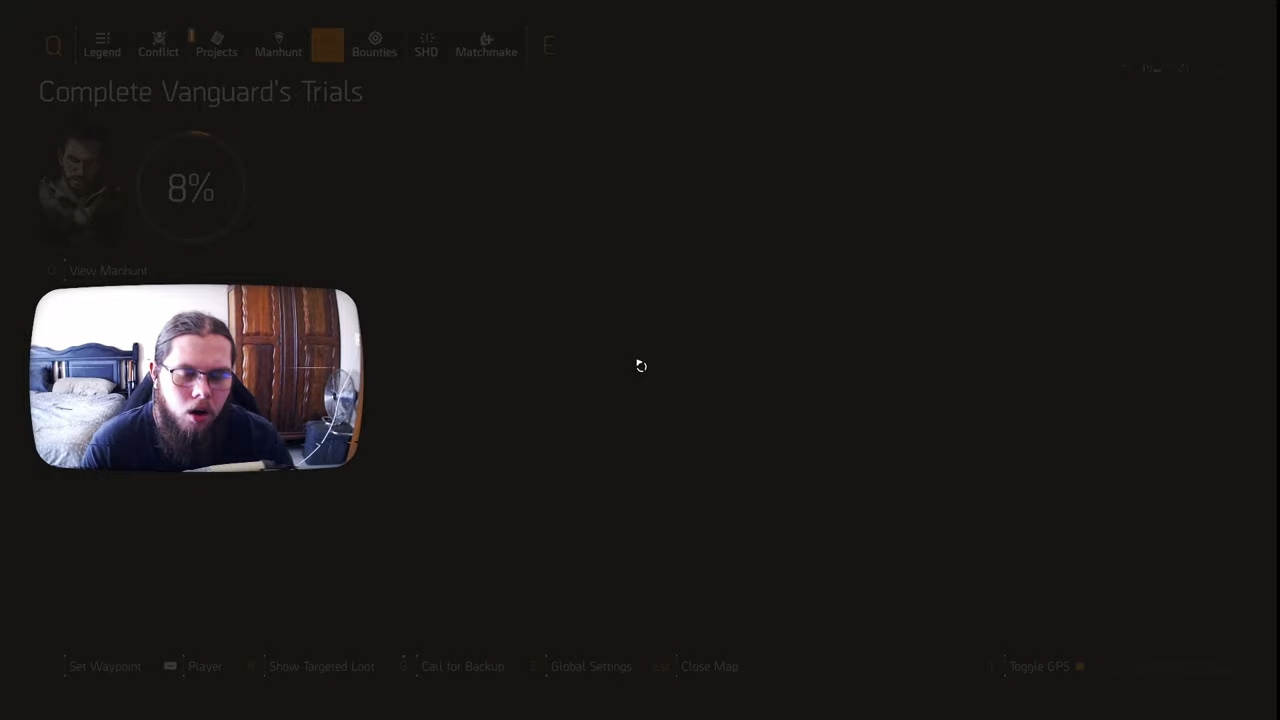 Q Legend Conflict Projects Manhunt Bounties SHD Matchmake E
Complete Vanguard's Trials
8%
View Manhunt
Set Waypoint Player Show Targeted Loot Call for Backup Global Settings Close Map Toggle GPS